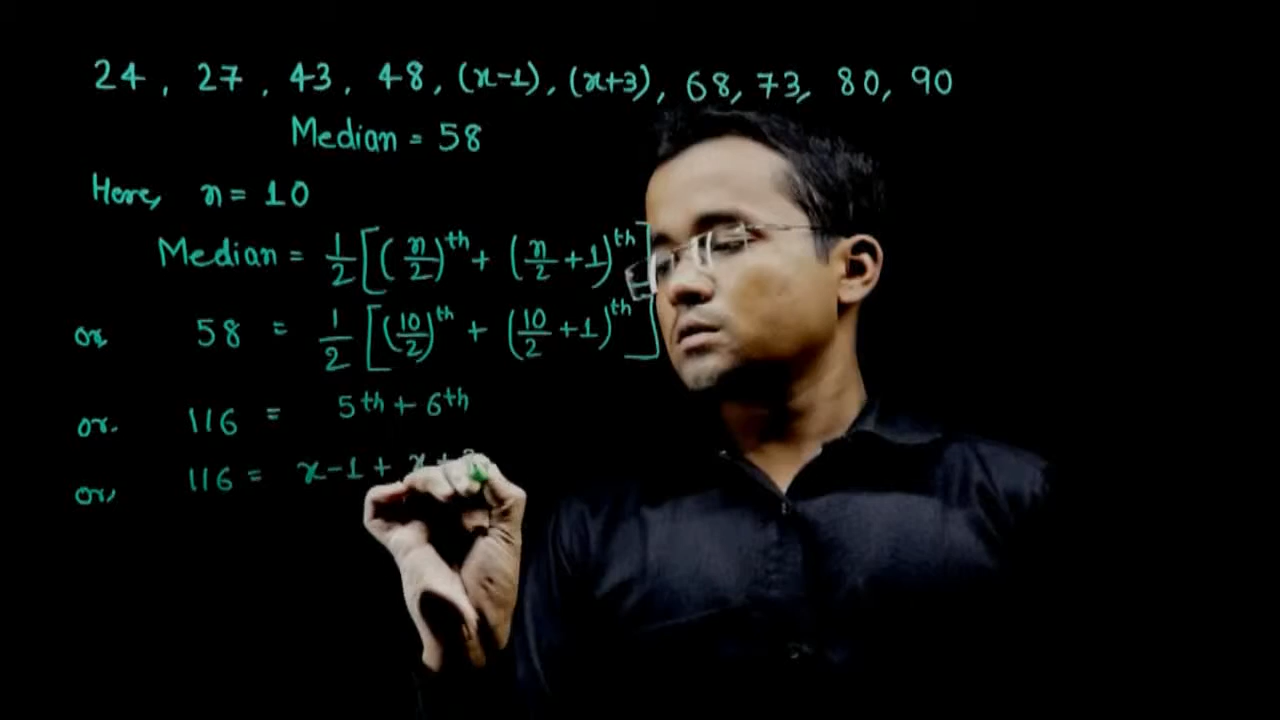 24, 27, 43, 48, (x-1), (x+3), 68, 73, 80, 90
Median = 58
Here, n = 10
Median = 1/2 [(n/2)th + (n/2 + 1)th]
or, 58 = 1/2 [(10/2)th + (10/2 + 1)th]
or. 116 = 5th + 6th
or, 116 = x-1 + x +